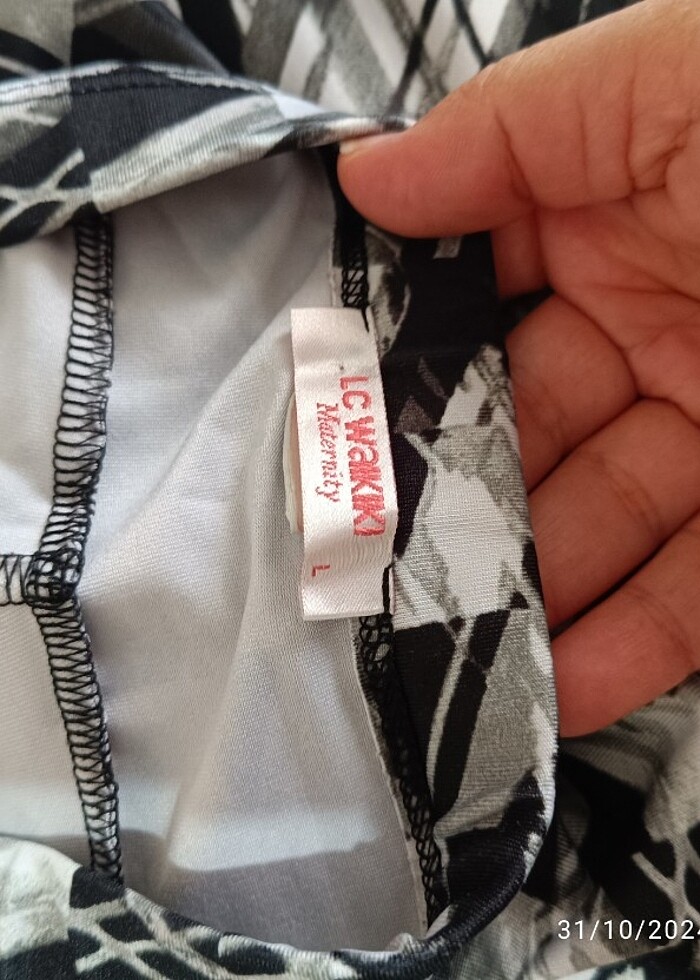 LC WAIKIKI
Maternity
L
31/10/202